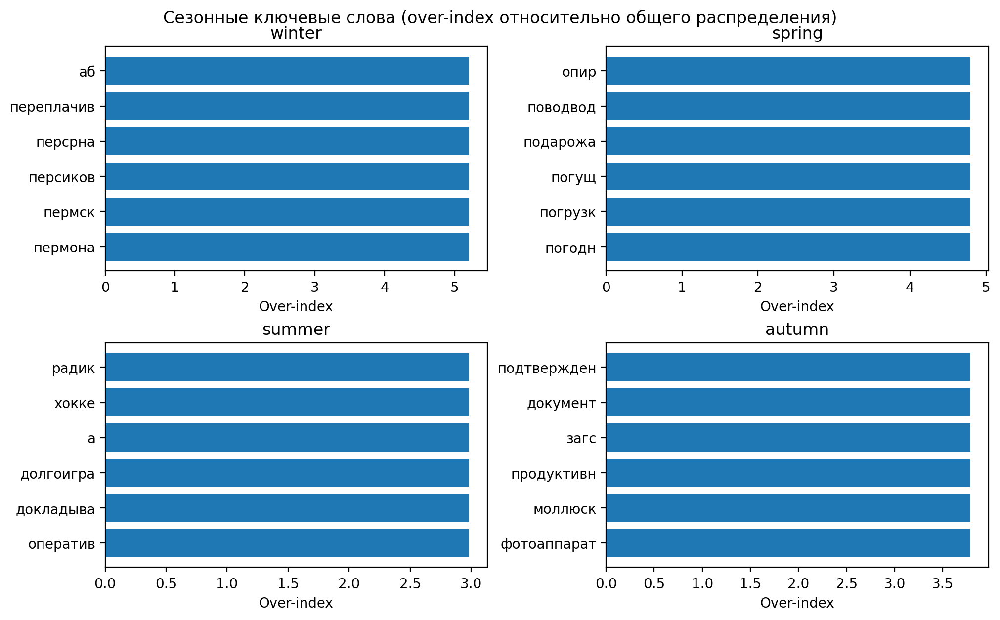 Сезонные ключевые слова (over-index относительно общего распределения)
winter
аб
переплачив
персрна
персиков
пермск
пермона
0 1 2 3 4 5
Over-index
spring
опир
поводвод
подарожа
погущ
погрузк
погодн
0 1 2 3 4 5
Over-index
summer
радик
хокке
а
долгоигра
докладыва
оператив
0.0 0.5 1.0 1.5 2.0 2.5 3.0
Over-index
autumn
подтвержден
документ
загс
продуктивн
моллюск
фотоаппарат
0.0 0.5 1.0 1.5 2.0 2.5 3.0 3.5
Over-index